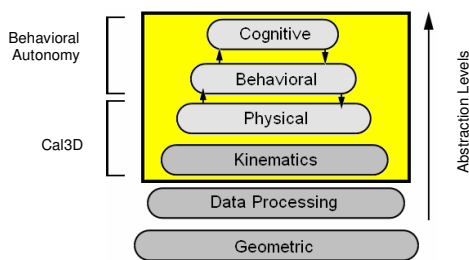 Behavioral
Autonomy
Cal3D
Cognitive
Behavioral
Physical
Kinematics
Data Processing
Geometric
Abstraction Levels